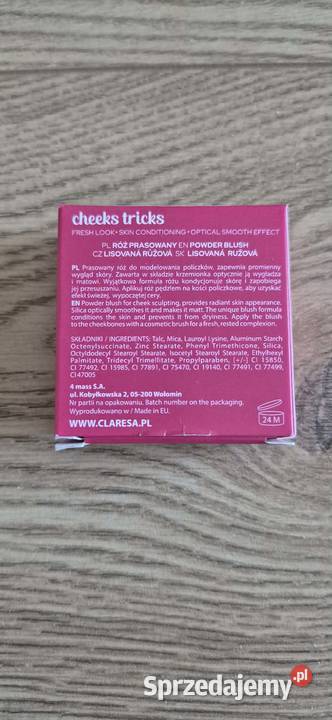 cheeks tricks
FRESH LOOK • SKIN CONDITIONING • OPTICAL SMOOTH EFFECT
PL RÓŻ PRASOWANY EN POWDER BLUSH
CZ LISOVANÁ RŮŽOVÁ SK LISOVANÁ RUŽOVÁ
PL Prasowany róż do modelowania policzków, zapewnia promienny
wygląd skóry. Zawarta w składzie krzemionka optycznie ją wygładza
i matowi. Wyjątkowa formuła różu kondycjonuje skórę i zapobiega
jej przesuszaniu. Aplikuj róż pędzlem na kości policzkowe, aby uzyskać
efekt świeżej, wypoczętej cery.
EN Powder blush for cheek sculpting, provides radiant skin appearance.
Silica optically smoothes it and makes it matt. The unique blush formula
conditions the skin and prevents it from dryiness. Apply the blush
to the cheekbones with a cosmetic brush for a fresh, rested complexion.
SKŁADNIKI / INGREDIENTS: Talc, Mica, Lauroyl Lysine, Aluminum Starch
Octenylsuccinate, Zinc Stearate, Phenyl Trimethicone, Silica,
Octyldodecyl Stearoyl Stearate, Isocetyl Stearoyl Stearate, Ethylhexyl
Palmitate, Tridecyl Trimellitate, Propylparaben, [+/-] CI 15850,
CI 77492, CI 15985, CI 77891, CI 75470, CI 19140, CI 77491, CI 77499,
CI 47005
4 mass S.A.
ul. Kobyłkowska 2, 05-200 Wołomin
Nr partii na opakowaniu. Batch number on the packaging.
Wyprodukowano w / Made in EU.
WWW.CLARESA.PL
24 M
Sprzedajemy.pl